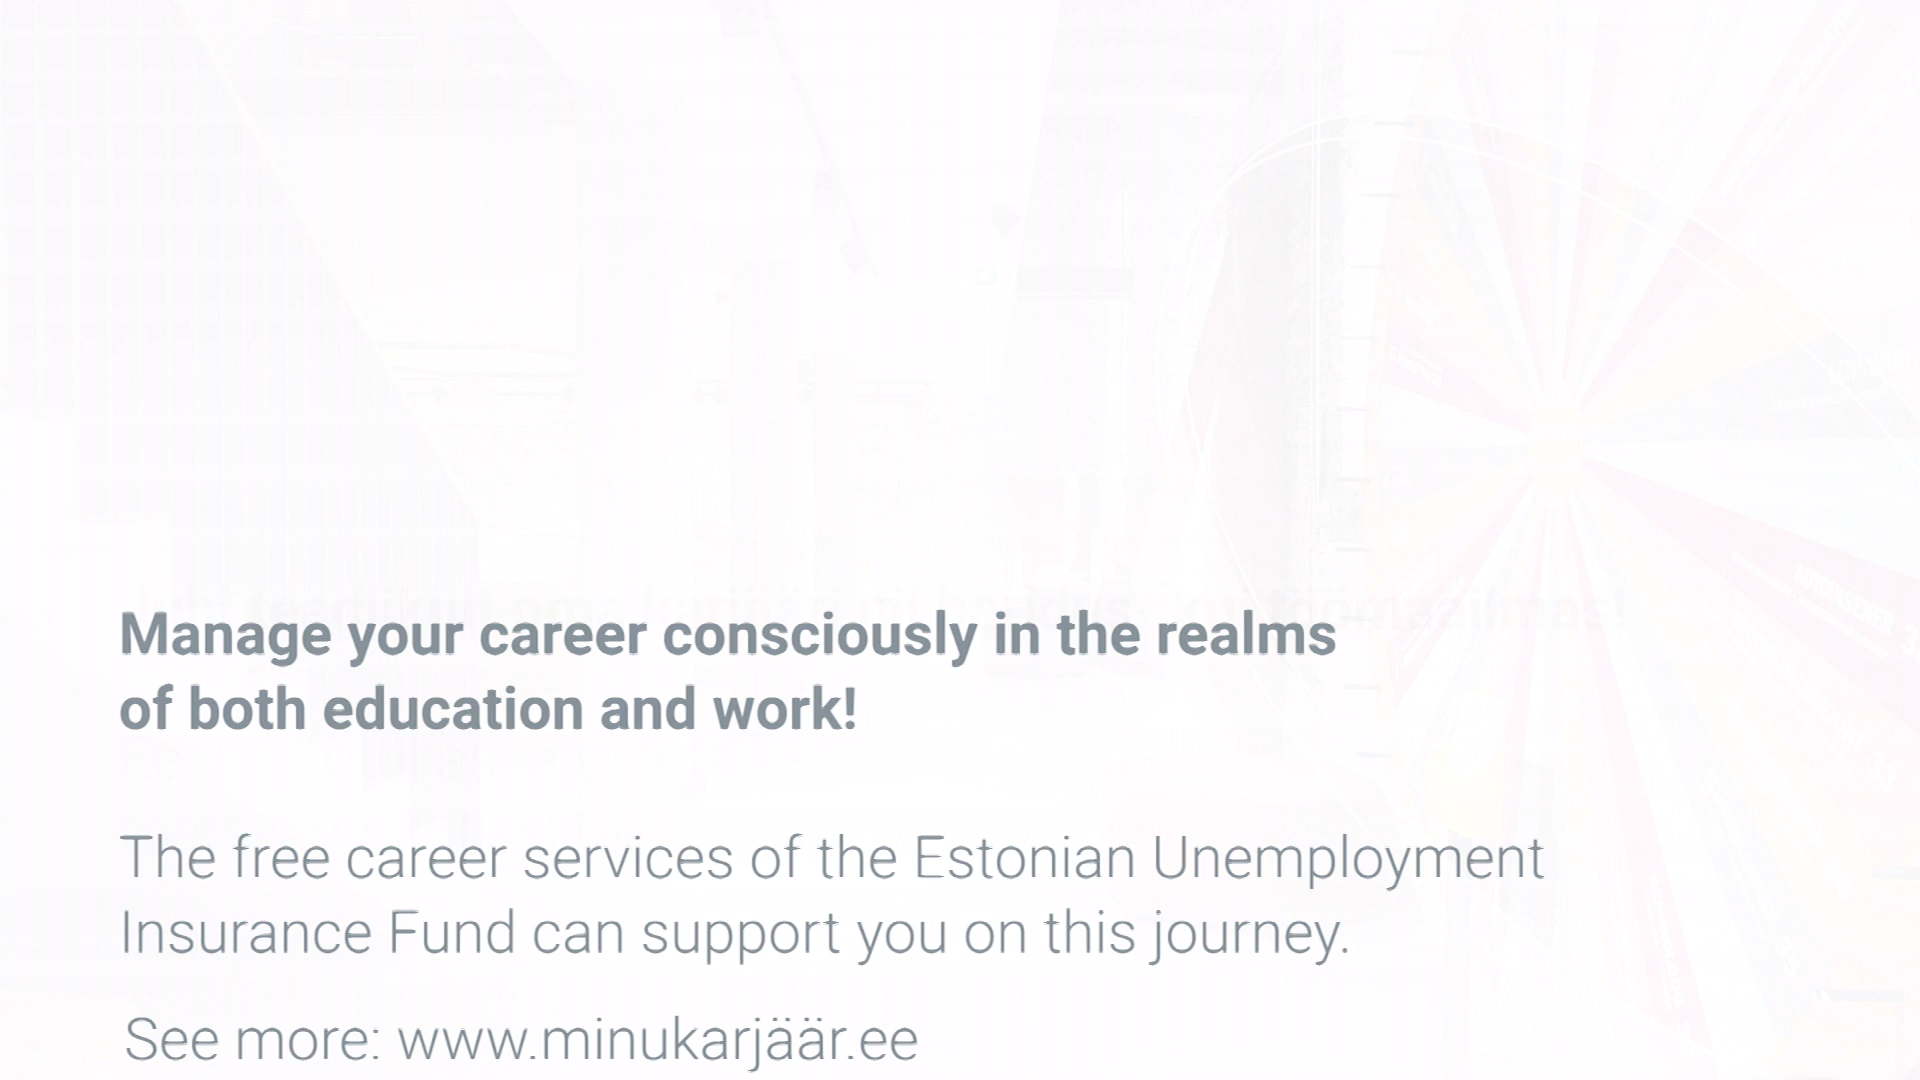 Manage your career consciously in the realms
of both education and work!
The free career services of the Estonian Unemployment
Insurance Fund can support you on this journey.
See more: www.minukarjäär.ee